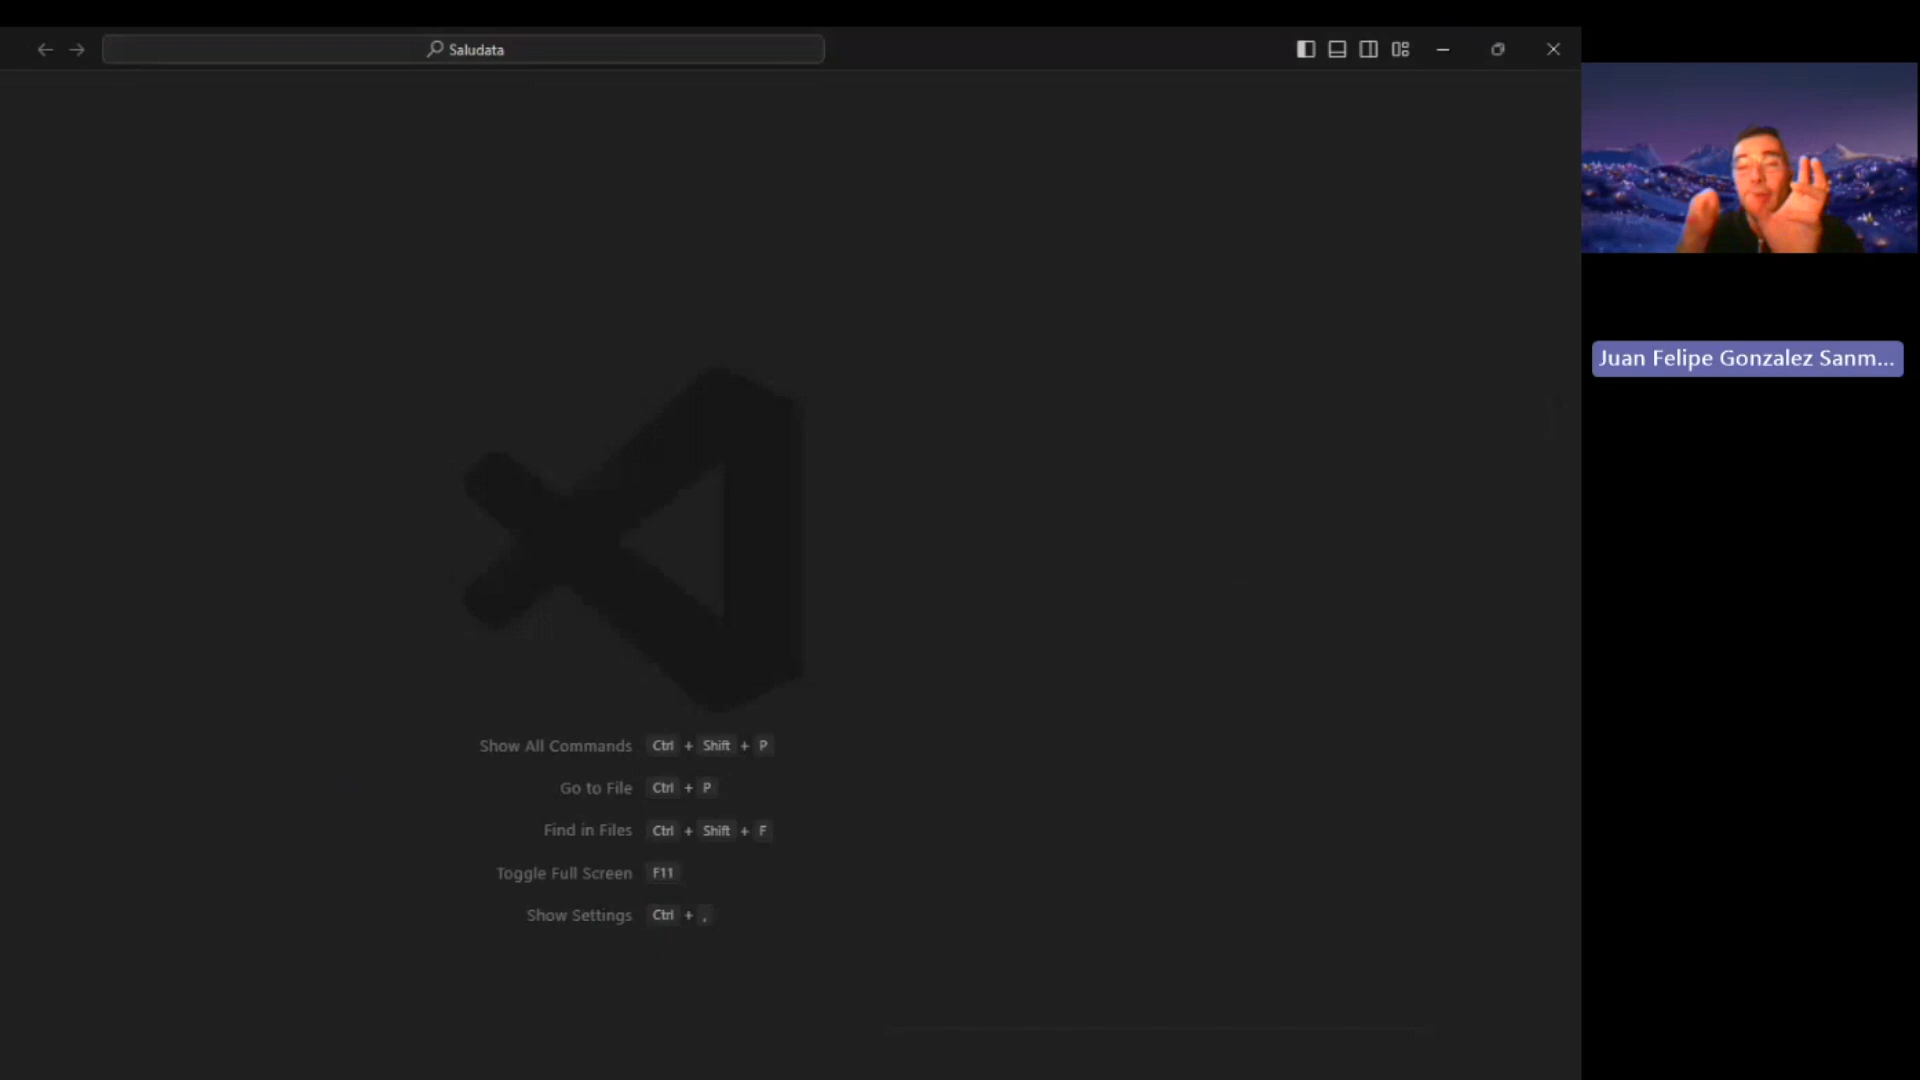 Saludata
Juan Felipe Gonzalez Sanm...
Show All Commands Ctrl + Shift + P
Go to File Ctrl + P
Find in Files Ctrl + Shift + F
Toggle Full Screen F11
Show Settings Ctrl + ,